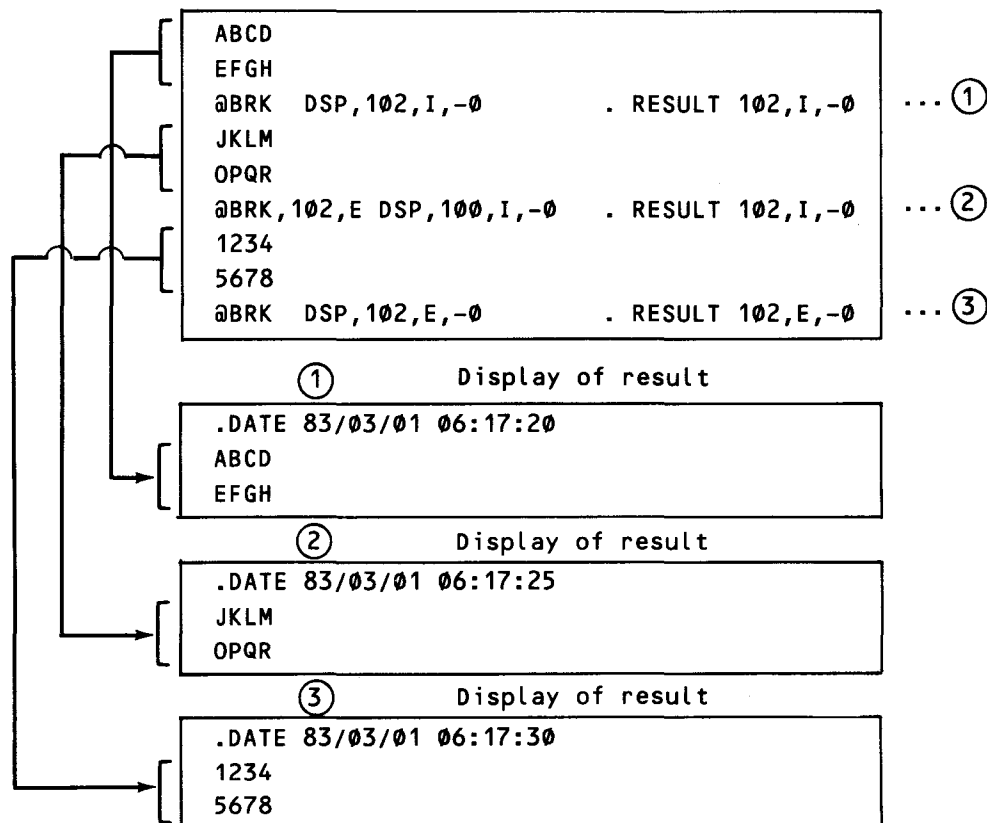 ABCD
EFGH
@BRK DSP,1Ø2,I,-Ø . RESULT 1Ø2,I,-Ø ... ①
JKLM
OPQR
@BRK,1Ø2,E DSP,1ØØ,I,-Ø . RESULT 1Ø2,I,-Ø ... ②
1234
5678
@BRK DSP,1Ø2,E,-Ø . RESULT 1Ø2,E,-Ø ... ③
① Display of result
.DATE 83/Ø3/Ø1 Ø6:17:2Ø
ABCD
EFGH
② Display of result
.DATE 83/Ø3/Ø1 Ø6:17:25
JKLM
OPQR
③ Display of result
.DATE 83/Ø3/Ø1 Ø6:17:3Ø
1234
5678